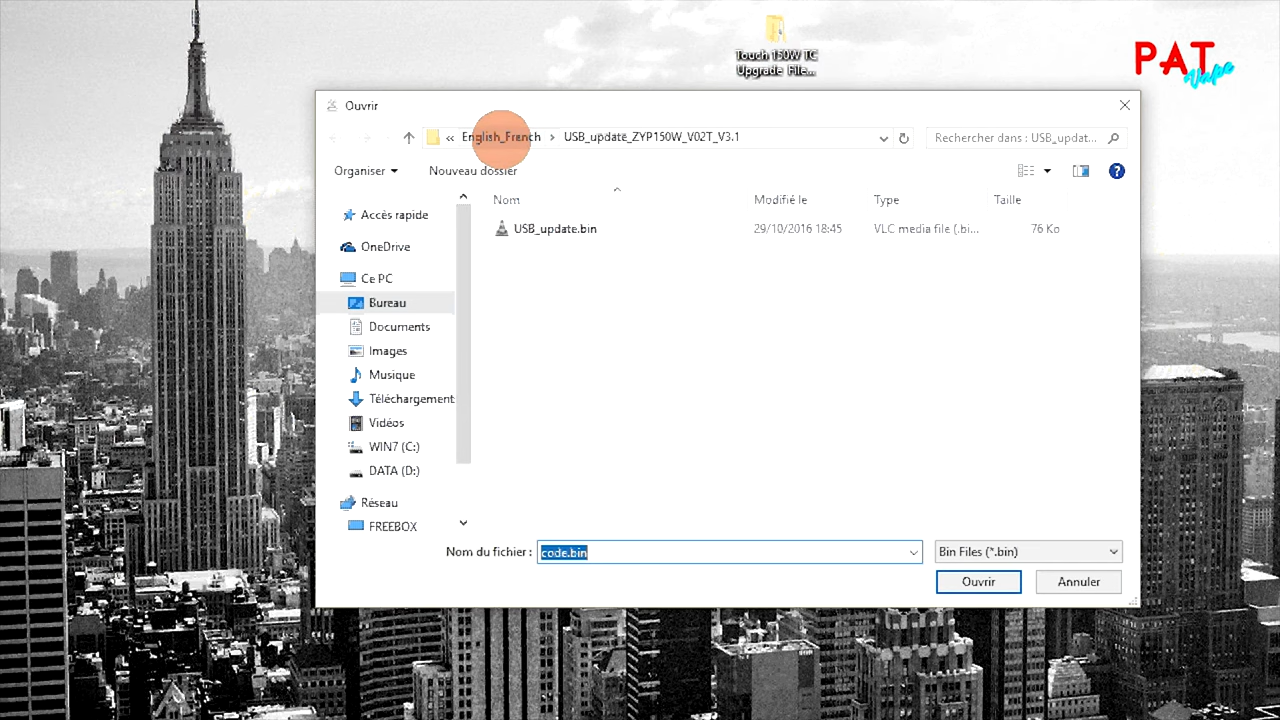 Touch 150W TC
Upgrade File...
PAT
Vape
Ouvrir
« English_French > USB_update_ZYP150W_V02T_V3.1
Rechercher dans : USB_updat...
Organiser
Nouveau dossier
Nom Modifié le Type Taille
USB_update.bin 29/10/2016 18:45 VLC media file (.bi... 76 Ko
Accès rapide
OneDrive
Ce PC
Bureau
Documents
Images
Musique
Téléchargement
Vidéos
WIN7 (C:)
DATA (D:)
Réseau
FREEBOX
Nom du fichier : code.bin
Bin Files (*.bin)
Ouvrir Annuler